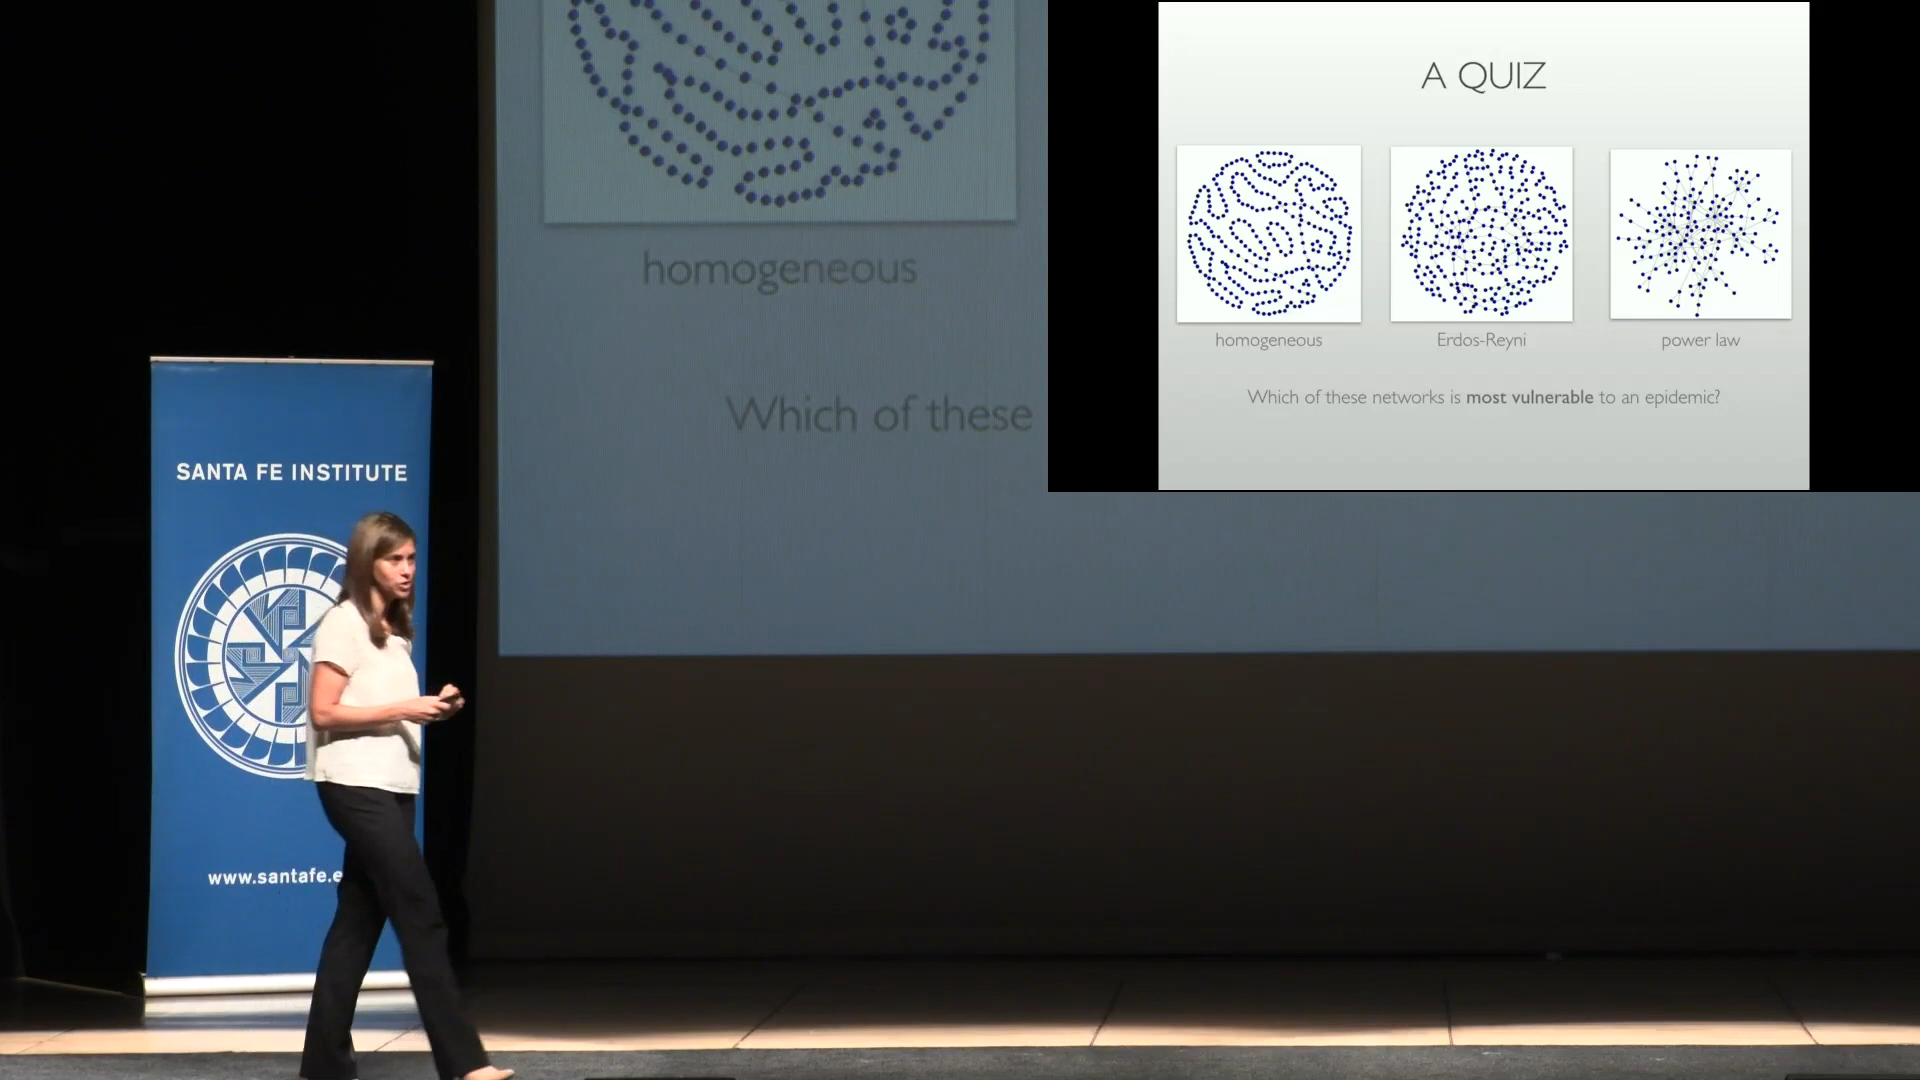 A QUIZ
homogeneous
Erdos-Reyni
power law
Which of these networks is most vulnerable to an epidemic?
homogeneous
Which of these
SANTA FE INSTITUTE
www.santafe.e